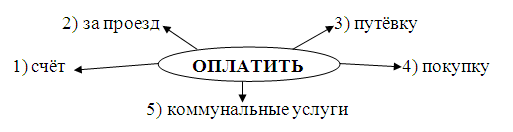 2) за проезд
3) путёвку
1) счёт
ОПЛАТИТЬ
4) покупку
5) коммунальные услуги